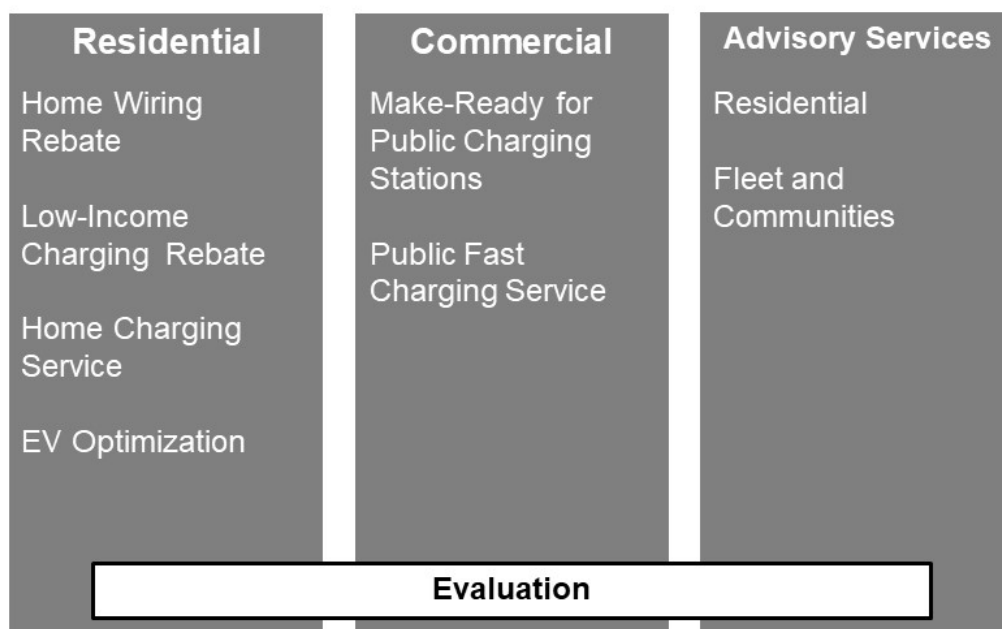 Residential
Home Wiring
Rebate
Low-Income
Charging Rebate
Home Charging
Service
EV Optimization
Commercial
Make-Ready for
Public Charging
Stations
Public Fast
Charging Service
Advisory Services
Residential
Fleet and
Communities
Evaluation